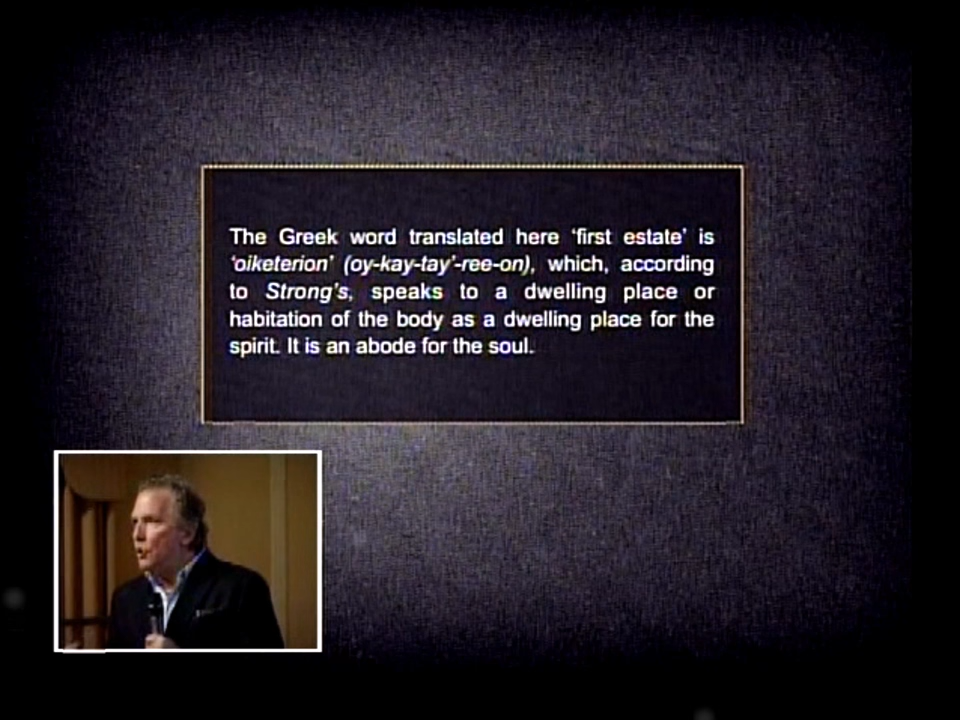 The Greek word translated here ‘first estate’ is
‘oiketerion’ (oy-kay-tay’-ree-on), which, according
to Strong’s, speaks to a dwelling place or
habitation of the body as a dwelling place for the
spirit. It is an abode for the soul.